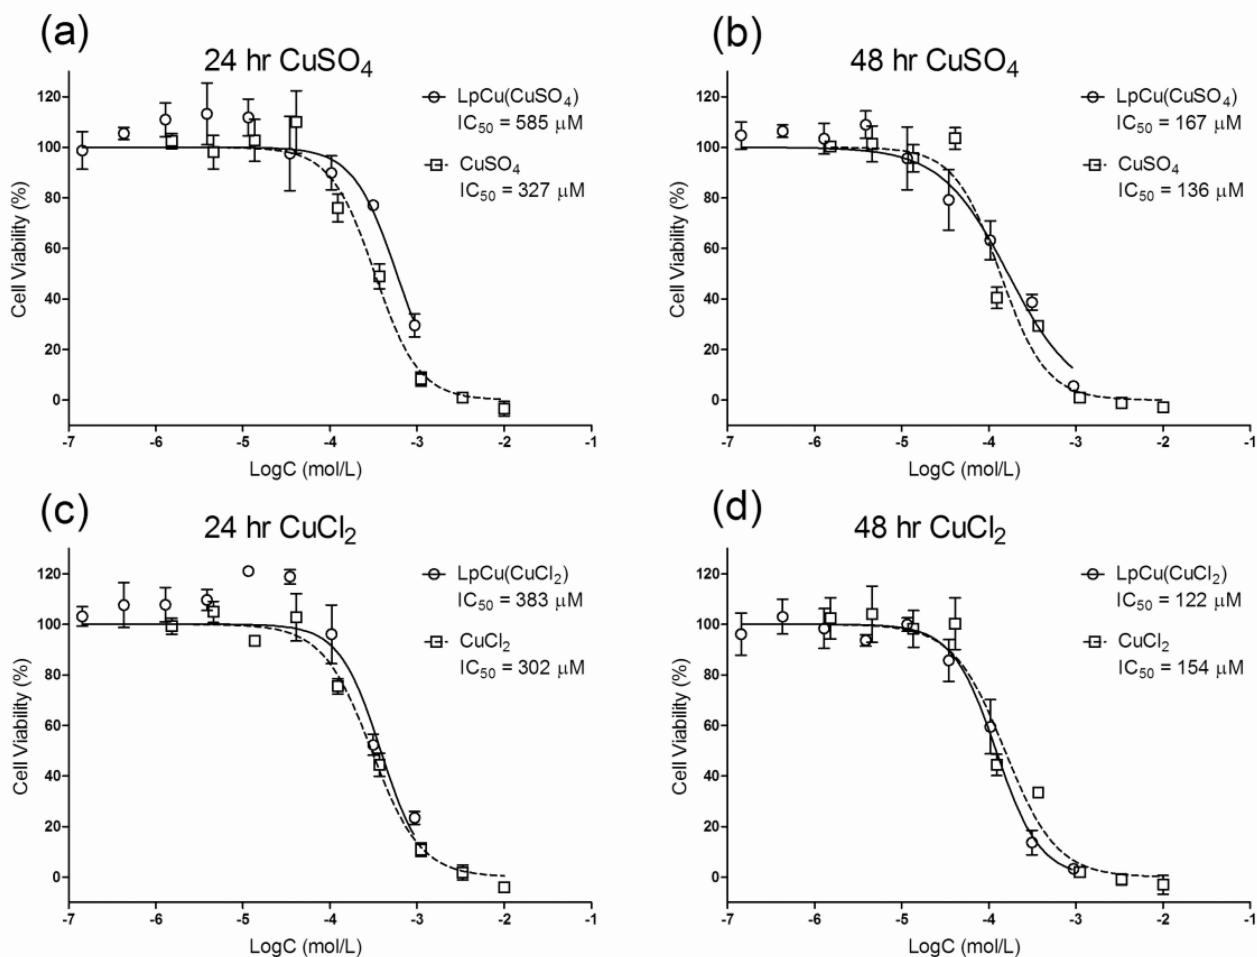 (a)
24 hr CuSO₄
120
100
80
60
40
20
0
Cell Viability (%)
-7 -6 -5 -4 -3 -2 -1
LogC (mol/L)
LpCu(CuSO₄)
IC₅₀ = 585 µM
CuSO₄
IC₅₀ = 327 µM
(b)
48 hr CuSO₄
120
100
80
60
40
20
0
Cell Viability (%)
-7 -6 -5 -4 -3 -2 -1
LogC (mol/L)
LpCu(CuSO₄)
IC₅₀ = 167 µM
CuSO₄
IC₅₀ = 136 µM
(c)
24 hr CuCl₂
120
100
80
60
40
20
0
Cell Viability (%)
-7 -6 -5 -4 -3 -2 -1
LogC (mol/L)
LpCu(CuCl₂)
IC₅₀ = 383 µM
CuCl₂
IC₅₀ = 302 µM
(d)
48 hr CuCl₂
120
100
80
60
40
20
0
Cell Viability (%)
-7 -6 -5 -4 -3 -2 -1
LogC (mol/L)
LpCu(CuCl₂)
IC₅₀ = 122 µM
CuCl₂
IC₅₀ = 154 µM